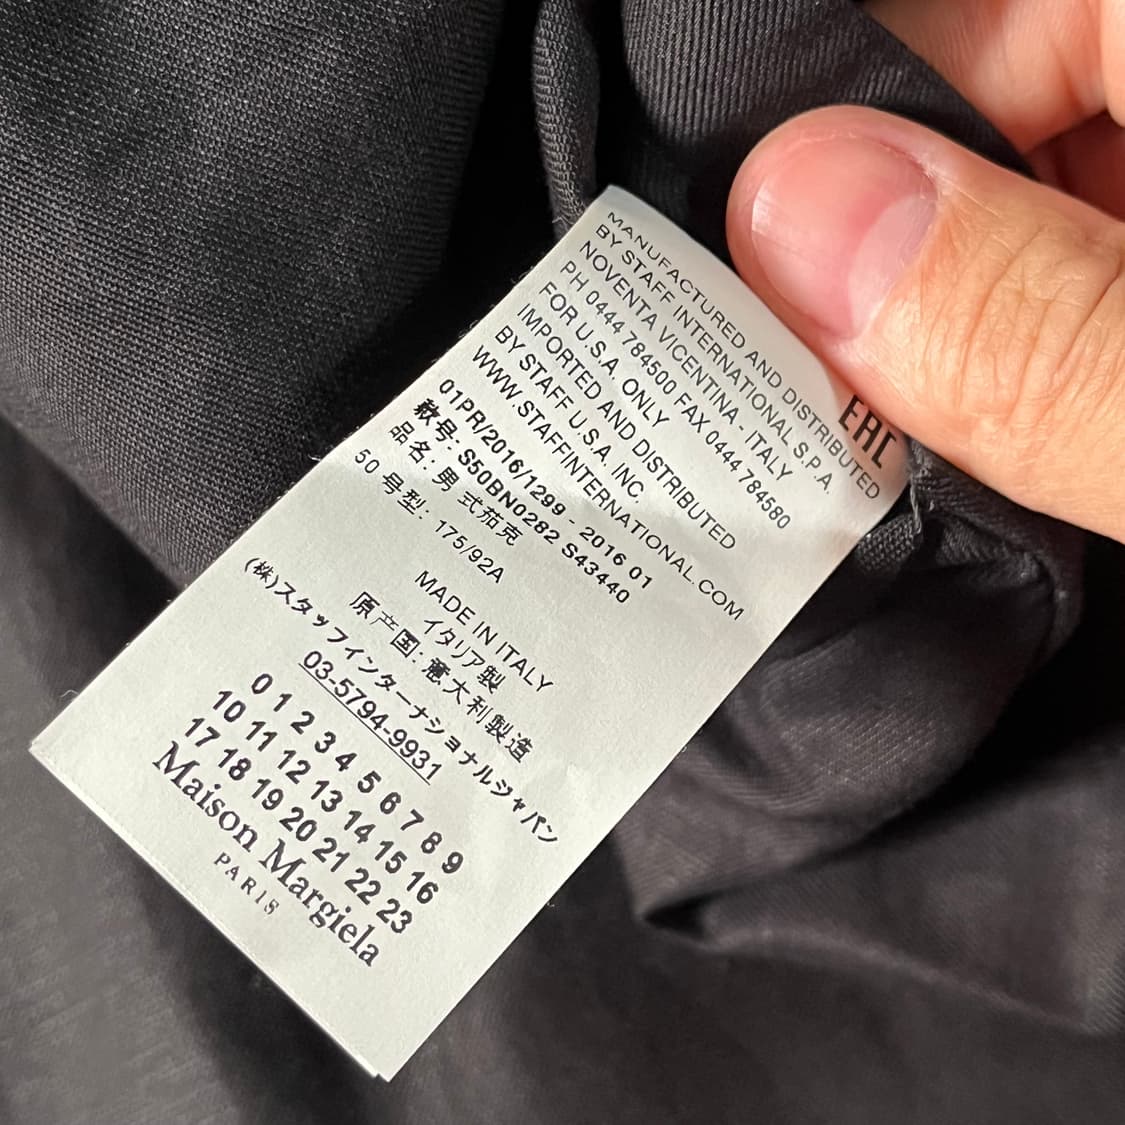 MANUFACTURED AND DISTRIBUTED
BY STAFF INTERNATIONAL S.P.A.
NOVENTA VICENTINA - ITALY
PH 0444 784500 FAX 0444 784580
FOR U.S.A. ONLY
IMPORTED AND DISTRIBUTED
BY STAFF U.S.A. INC.
WWW.STAFFINTERNATIONAL.COM
EAC
01PR/2016/1299 - 2016 01
款号: S50BN0282 S43440
品名: 男 式茄克
50 号型: 175/92A
MADE IN ITALY
イタリア製
原产国: 意大利製造
(株)スタッフインターナショナルジャパン
03-5794-9931
0 1 2 3 4 5 6 7 8 9
10 11 12 13 14 15 16
17 18 19 20 21 22 23
Maison Margiela
PARIS